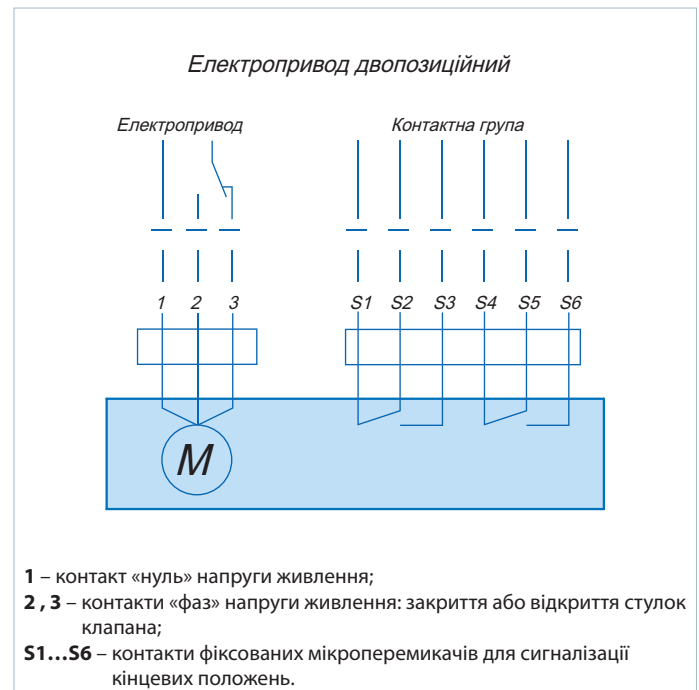 Електропривод двопозиційний
Електропривод Контактна група
1 2 3 S1 S2 S3 S4 S5 S6
M
1 – контакт «нуль» напруги живлення;
2 , 3 – контакти «фаз» напруги живлення: закриття або відкриття стулок
клапана;
S1...S6 – контакти фіксованих мікроперемикачів для сигналізації
кінцевих положень.